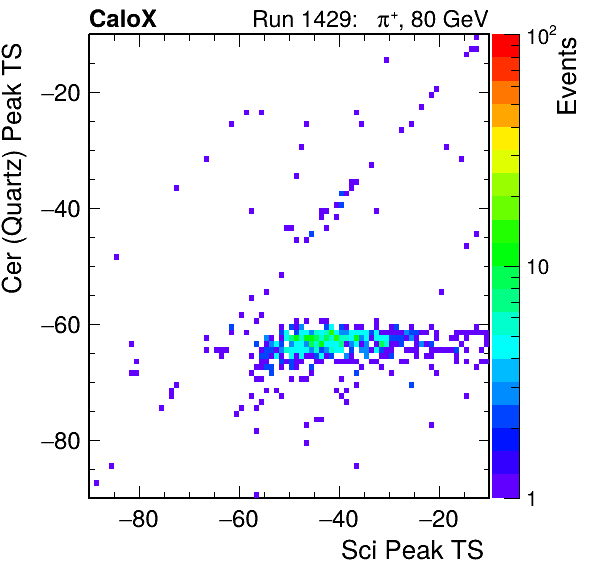 CaloX Run 1429: π⁺, 80 GeV
Cer (Quartz) Peak TS
−20
−40
−60
−80
−80 −60 −40 −20
Sci Peak TS
10²
10
1
Events